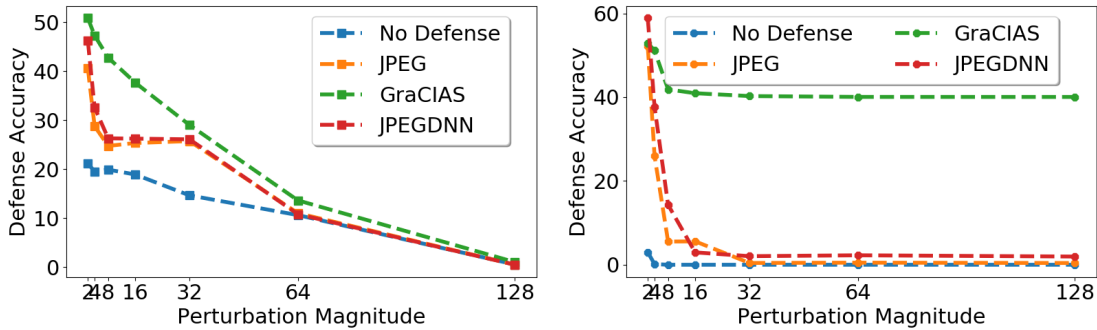 Defense Accuracy
50
40
30
20
10
0
No Defense
JPEG
GraCIAS
JPEGDNN
2 4 8 16 32 64 128
Perturbation Magnitude
Defense Accuracy
60
40
20
0
No Defense
JPEG
GraCIAS
JPEGDNN
2 4 8 16 32 64 128
Perturbation Magnitude